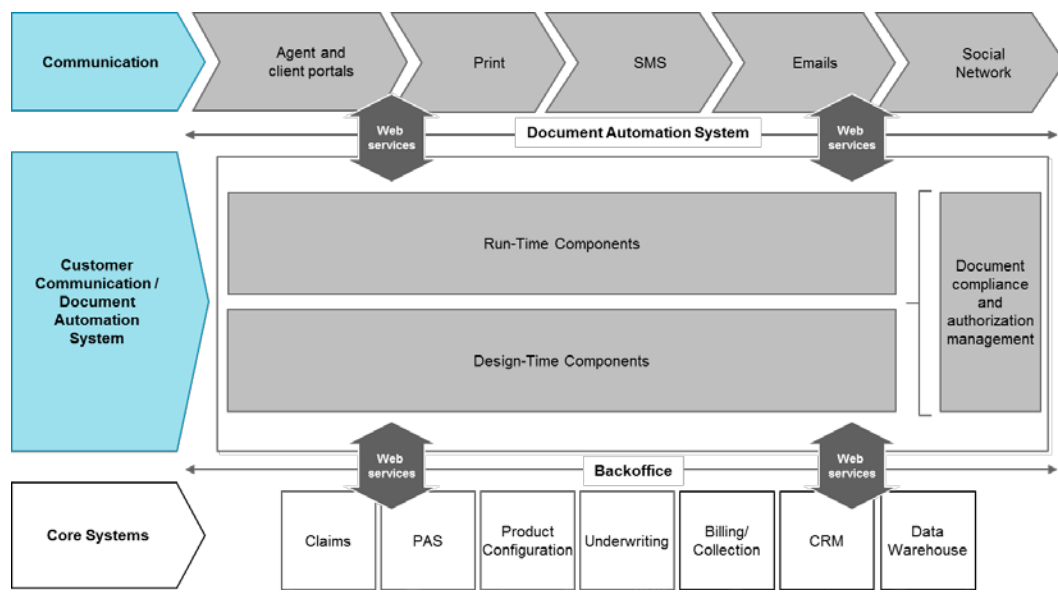 Communication
Agent and
client portals
Print
SMS
Emails
Social
Network
Web
services
Document Automation System
Web
services
Customer
Communication /
Document
Automation
System
Run-Time Components
Design-Time Components
Document
compliance
and
authorization
management
Web
services
Backoffice
Web
services
Core Systems
Claims
PAS
Product
Configuration
Underwriting
Billing/
Collection
CRM
Data
Warehouse